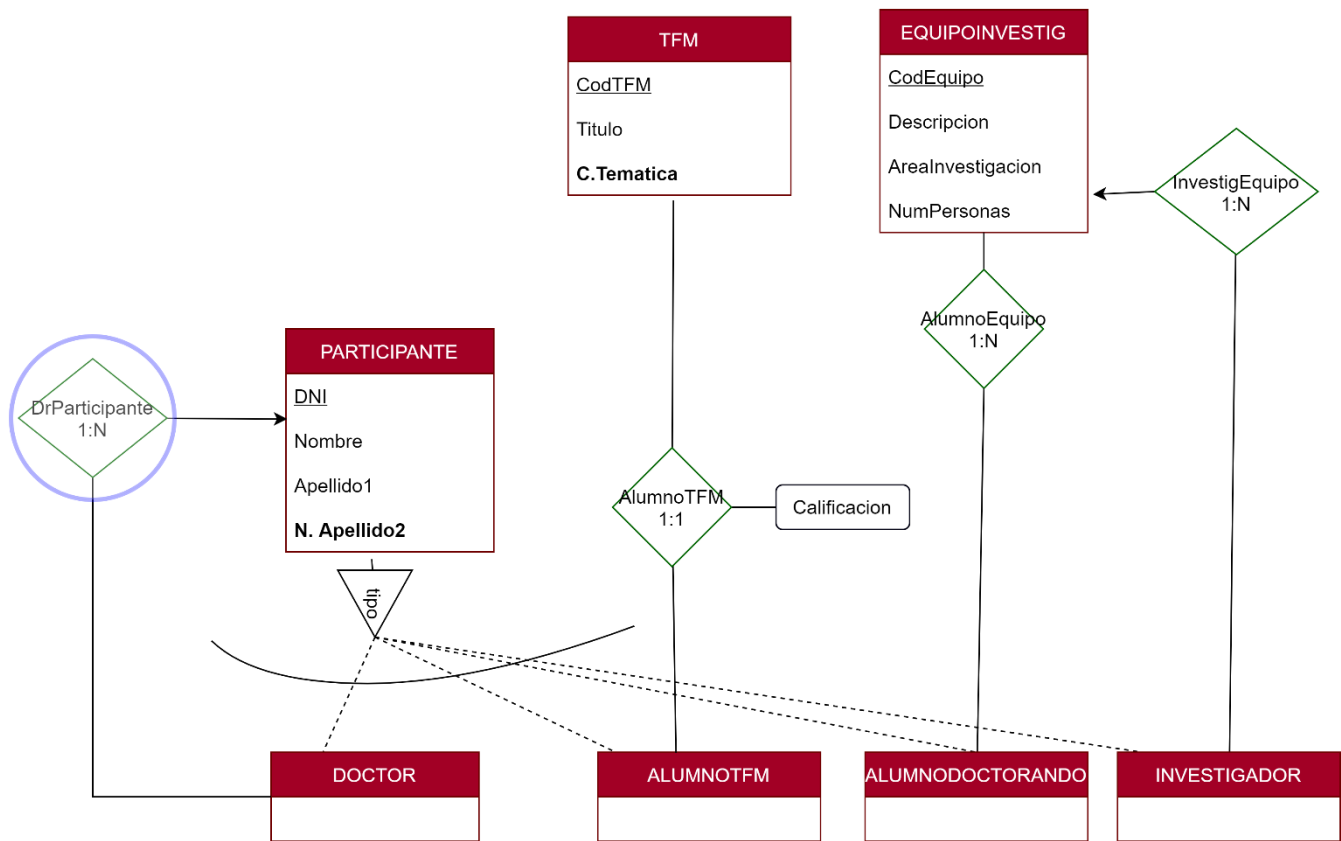 TFM
CodTFM
Titulo
C.Tematica
EQUIPOINVESTIG
CodEquipo
Descripcion
AreaInvestigacion
NumPersonas
InvestigEquipo
1:N
AlumnoEquipo
1:N
DrParticipante
1:N
PARTICIPANTE
DNI
Nombre
Apellido1
N. Apellido2
tipo
AlumnoTFM
1:1
Calificacion
DOCTOR
ALUMNOTFM
ALUMNODOCTORANDO
INVESTIGADOR